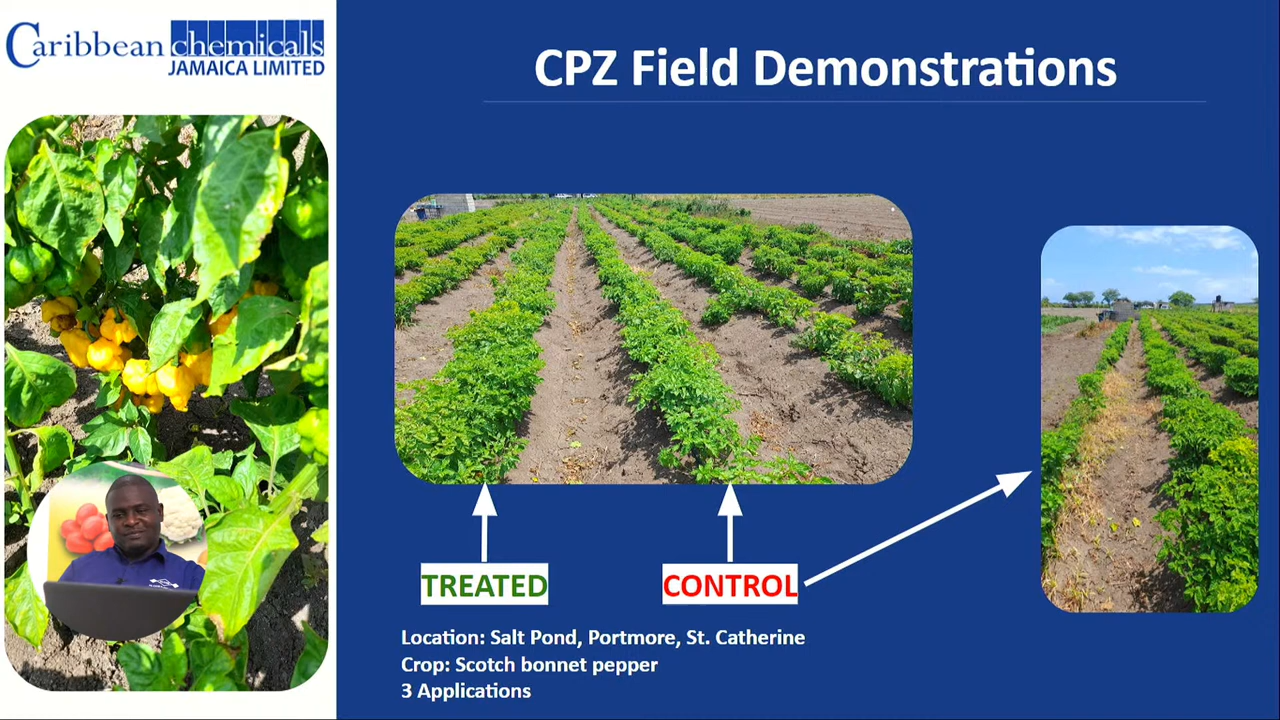 Caribbean chemicals
JAMAICA LIMITED
CPZ Field Demonstrations
TREATED
CONTROL
Location: Salt Pond, Portmore, St. Catherine
Crop: Scotch bonnet pepper
3 Applications